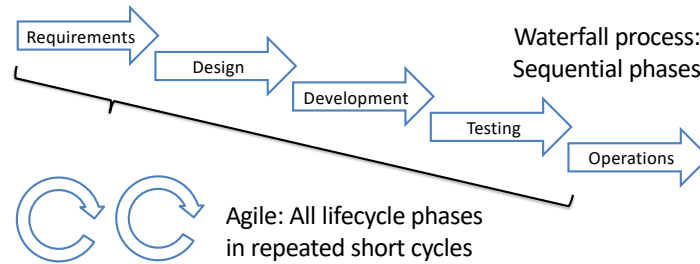 Requirements
Waterfall process:
Sequential phases
Design
Development
Testing
Operations
Agile: All lifecycle phases
in repeated short cycles